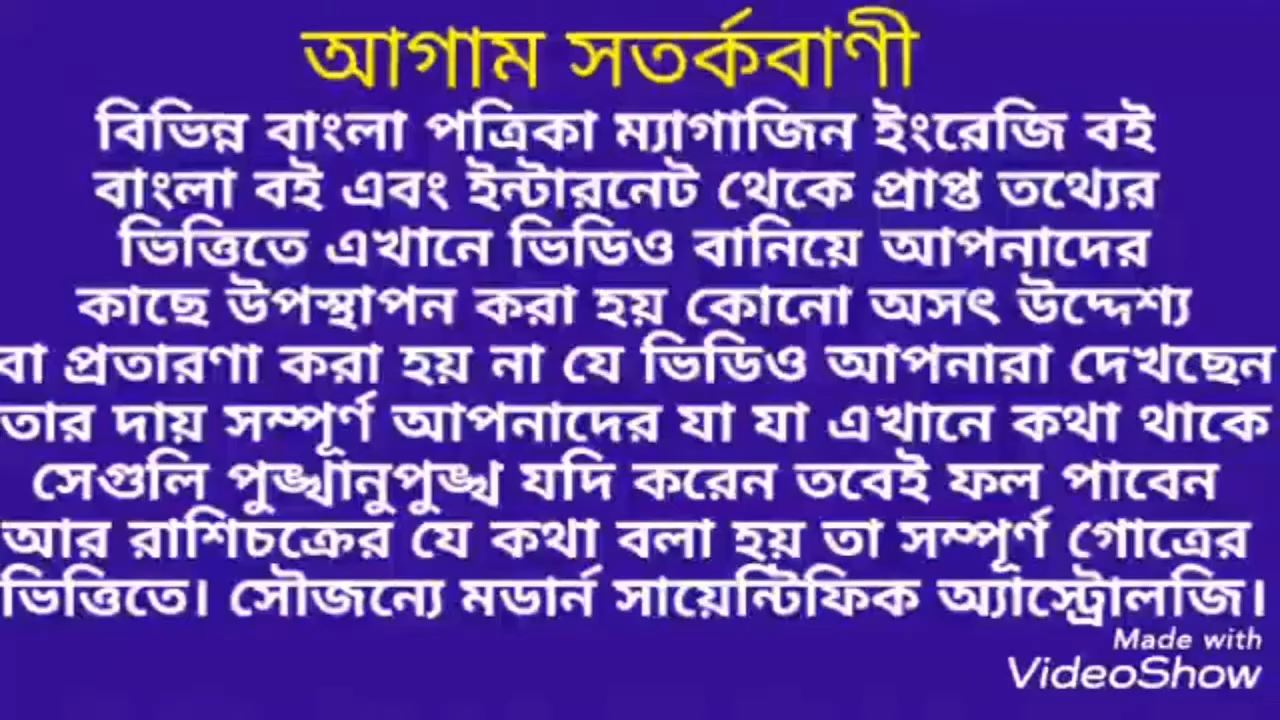 আগাম সতর্কবাণী
বিভিন্ন বাংলা পত্রিকা ম্যাগাজিন ইংরেজি বই
বাংলা বই এবং ইন্টারনেট থেকে প্রাপ্ত তথ্যের
ভিত্তিতে এখানে ভিডিও বানিয়ে আপনাদের
কাছে উপস্থাপন করা হয় কোনো অসৎ উদ্দেশ্য
বা প্রতারণা করা হয় না যে ভিডিও আপনারা দেখছেন
তার দায় সম্পূর্ণ আপনাদের যা যা এখানে কথা থাকে
সেগুলি পুঙ্খানুপুঙ্খ যদি করেন তবেই ফল পাবেন
আর রাশিচক্রের যে কথা বলা হয় তা সম্পূর্ণ গোত্রের
ভিত্তিতে। সৌজন্যে মডার্ন সায়েন্টিফিক অ্যাস্ট্রোলজি।
Made with
VideoShow